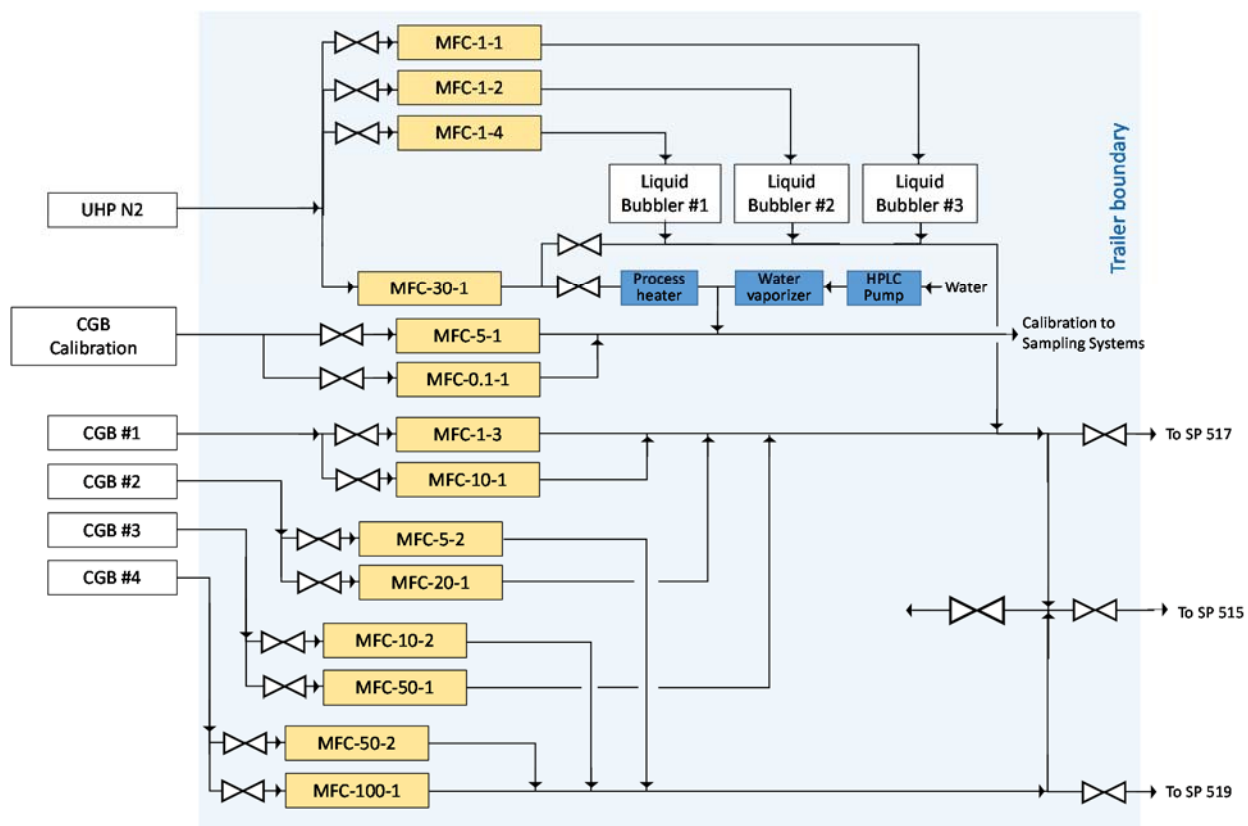 MFC-1-1
MFC-1-2
MFC-1-4
Trailer boundary
UHP N2
Liquid
Bubbler #1
Liquid
Bubbler #2
Liquid
Bubbler #3
MFC-30-1
Process
heater
Water
vaporizer
HPLC
Pump
Water
CGB
Calibration
MFC-5-1
Calibration to
Sampling Systems
MFC-0.1-1
CGB #1
MFC-1-3
To SP 517
MFC-10-1
CGB #2
CGB #3
MFC-5-2
CGB #4
MFC-20-1
To SP 515
MFC-10-2
MFC-50-1
MFC-50-2
MFC-100-1
To SP 519